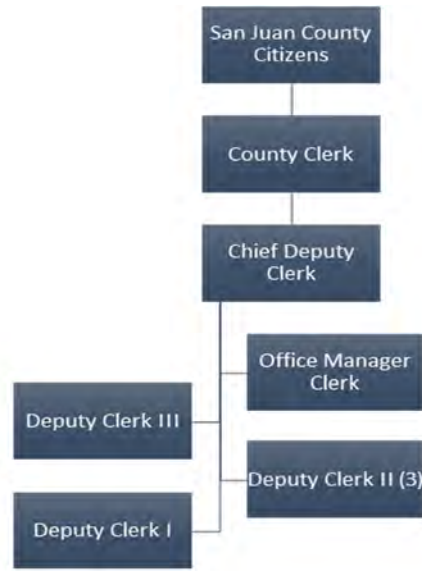 San Juan County
Citizens
County Clerk
Chief Deputy
Clerk
Office Manager
Clerk
Deputy Clerk III
Deputy Clerk II (3)
Deputy Clerk I